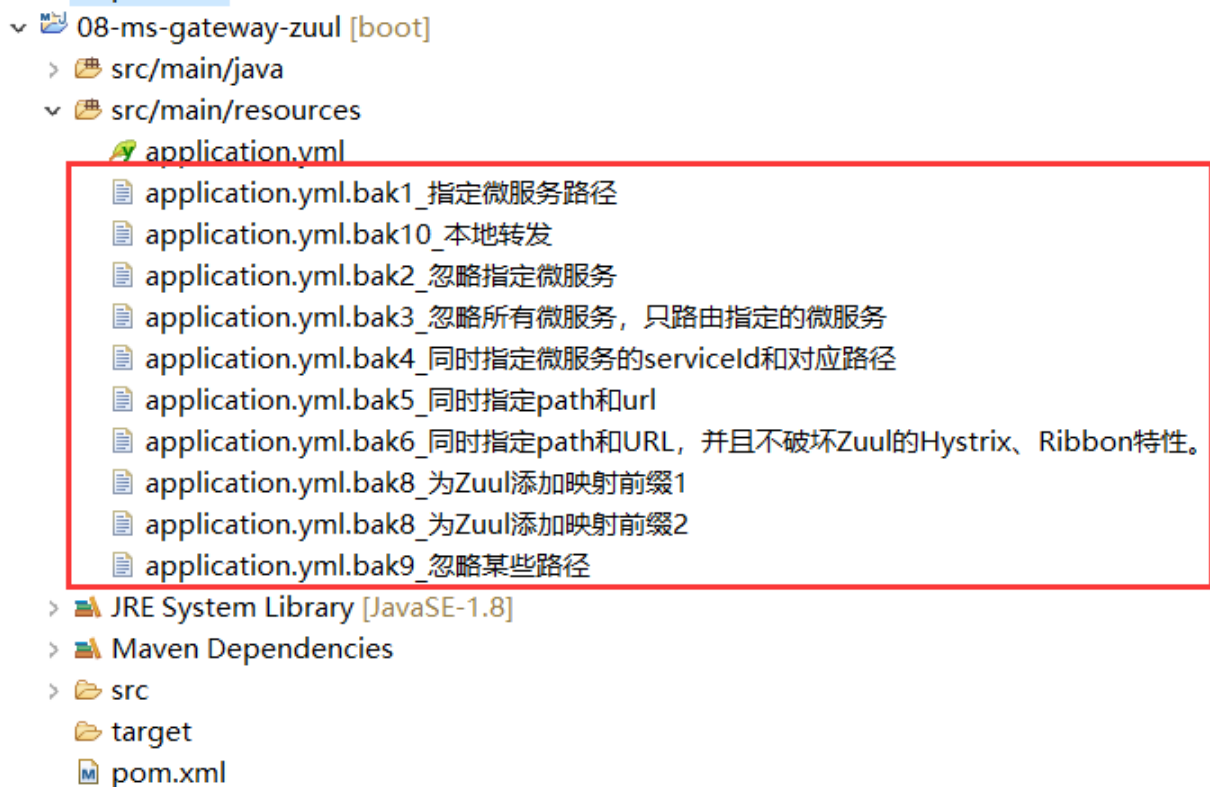 08-ms-gateway-zuul [boot]
src/main/java
src/main/resources
application.yml
application.yml.bak1_指定微服务路径
application.yml.bak10_本地转发
application.yml.bak2_忽略指定微服务
application.yml.bak3_忽略所有微服务，只路由指定的微服务
application.yml.bak4_同时指定微服务的serviceId和对应路径
application.yml.bak5_同时指定path和url
application.yml.bak6_同时指定path和URL，并且不破坏Zuul的Hystrix、Ribbon特性。
application.yml.bak8_为Zuul添加映射前缀1
application.yml.bak8_为Zuul添加映射前缀2
application.yml.bak9_忽略某些路径
JRE System Library [JavaSE-1.8]
Maven Dependencies
src
target
pom.xml